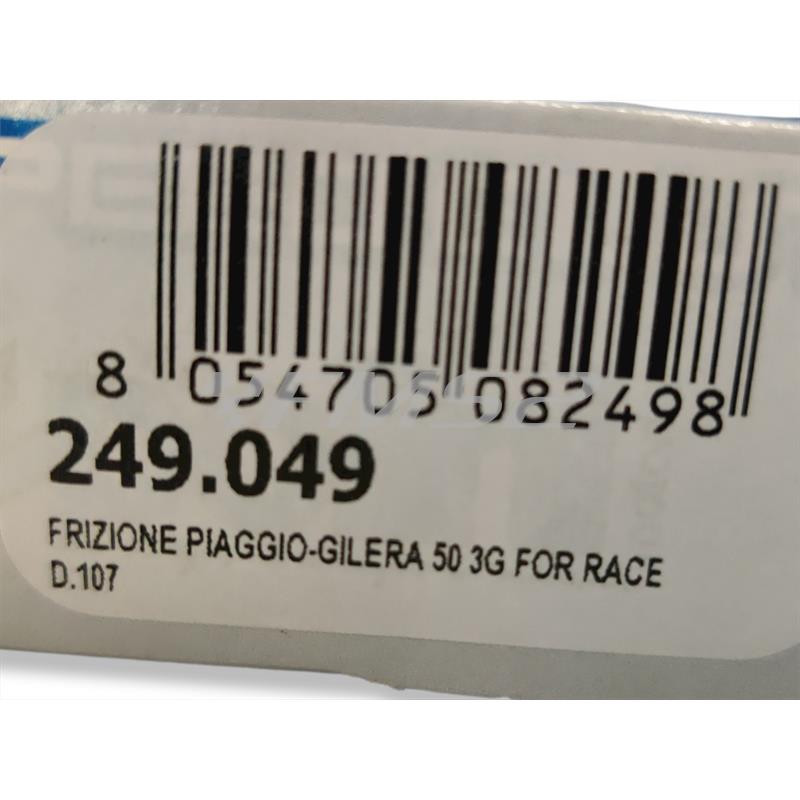 8 054705 082498
249.049
FRIZIONE PIAGGIO-GILERA 50 3G FOR RACE
D.107